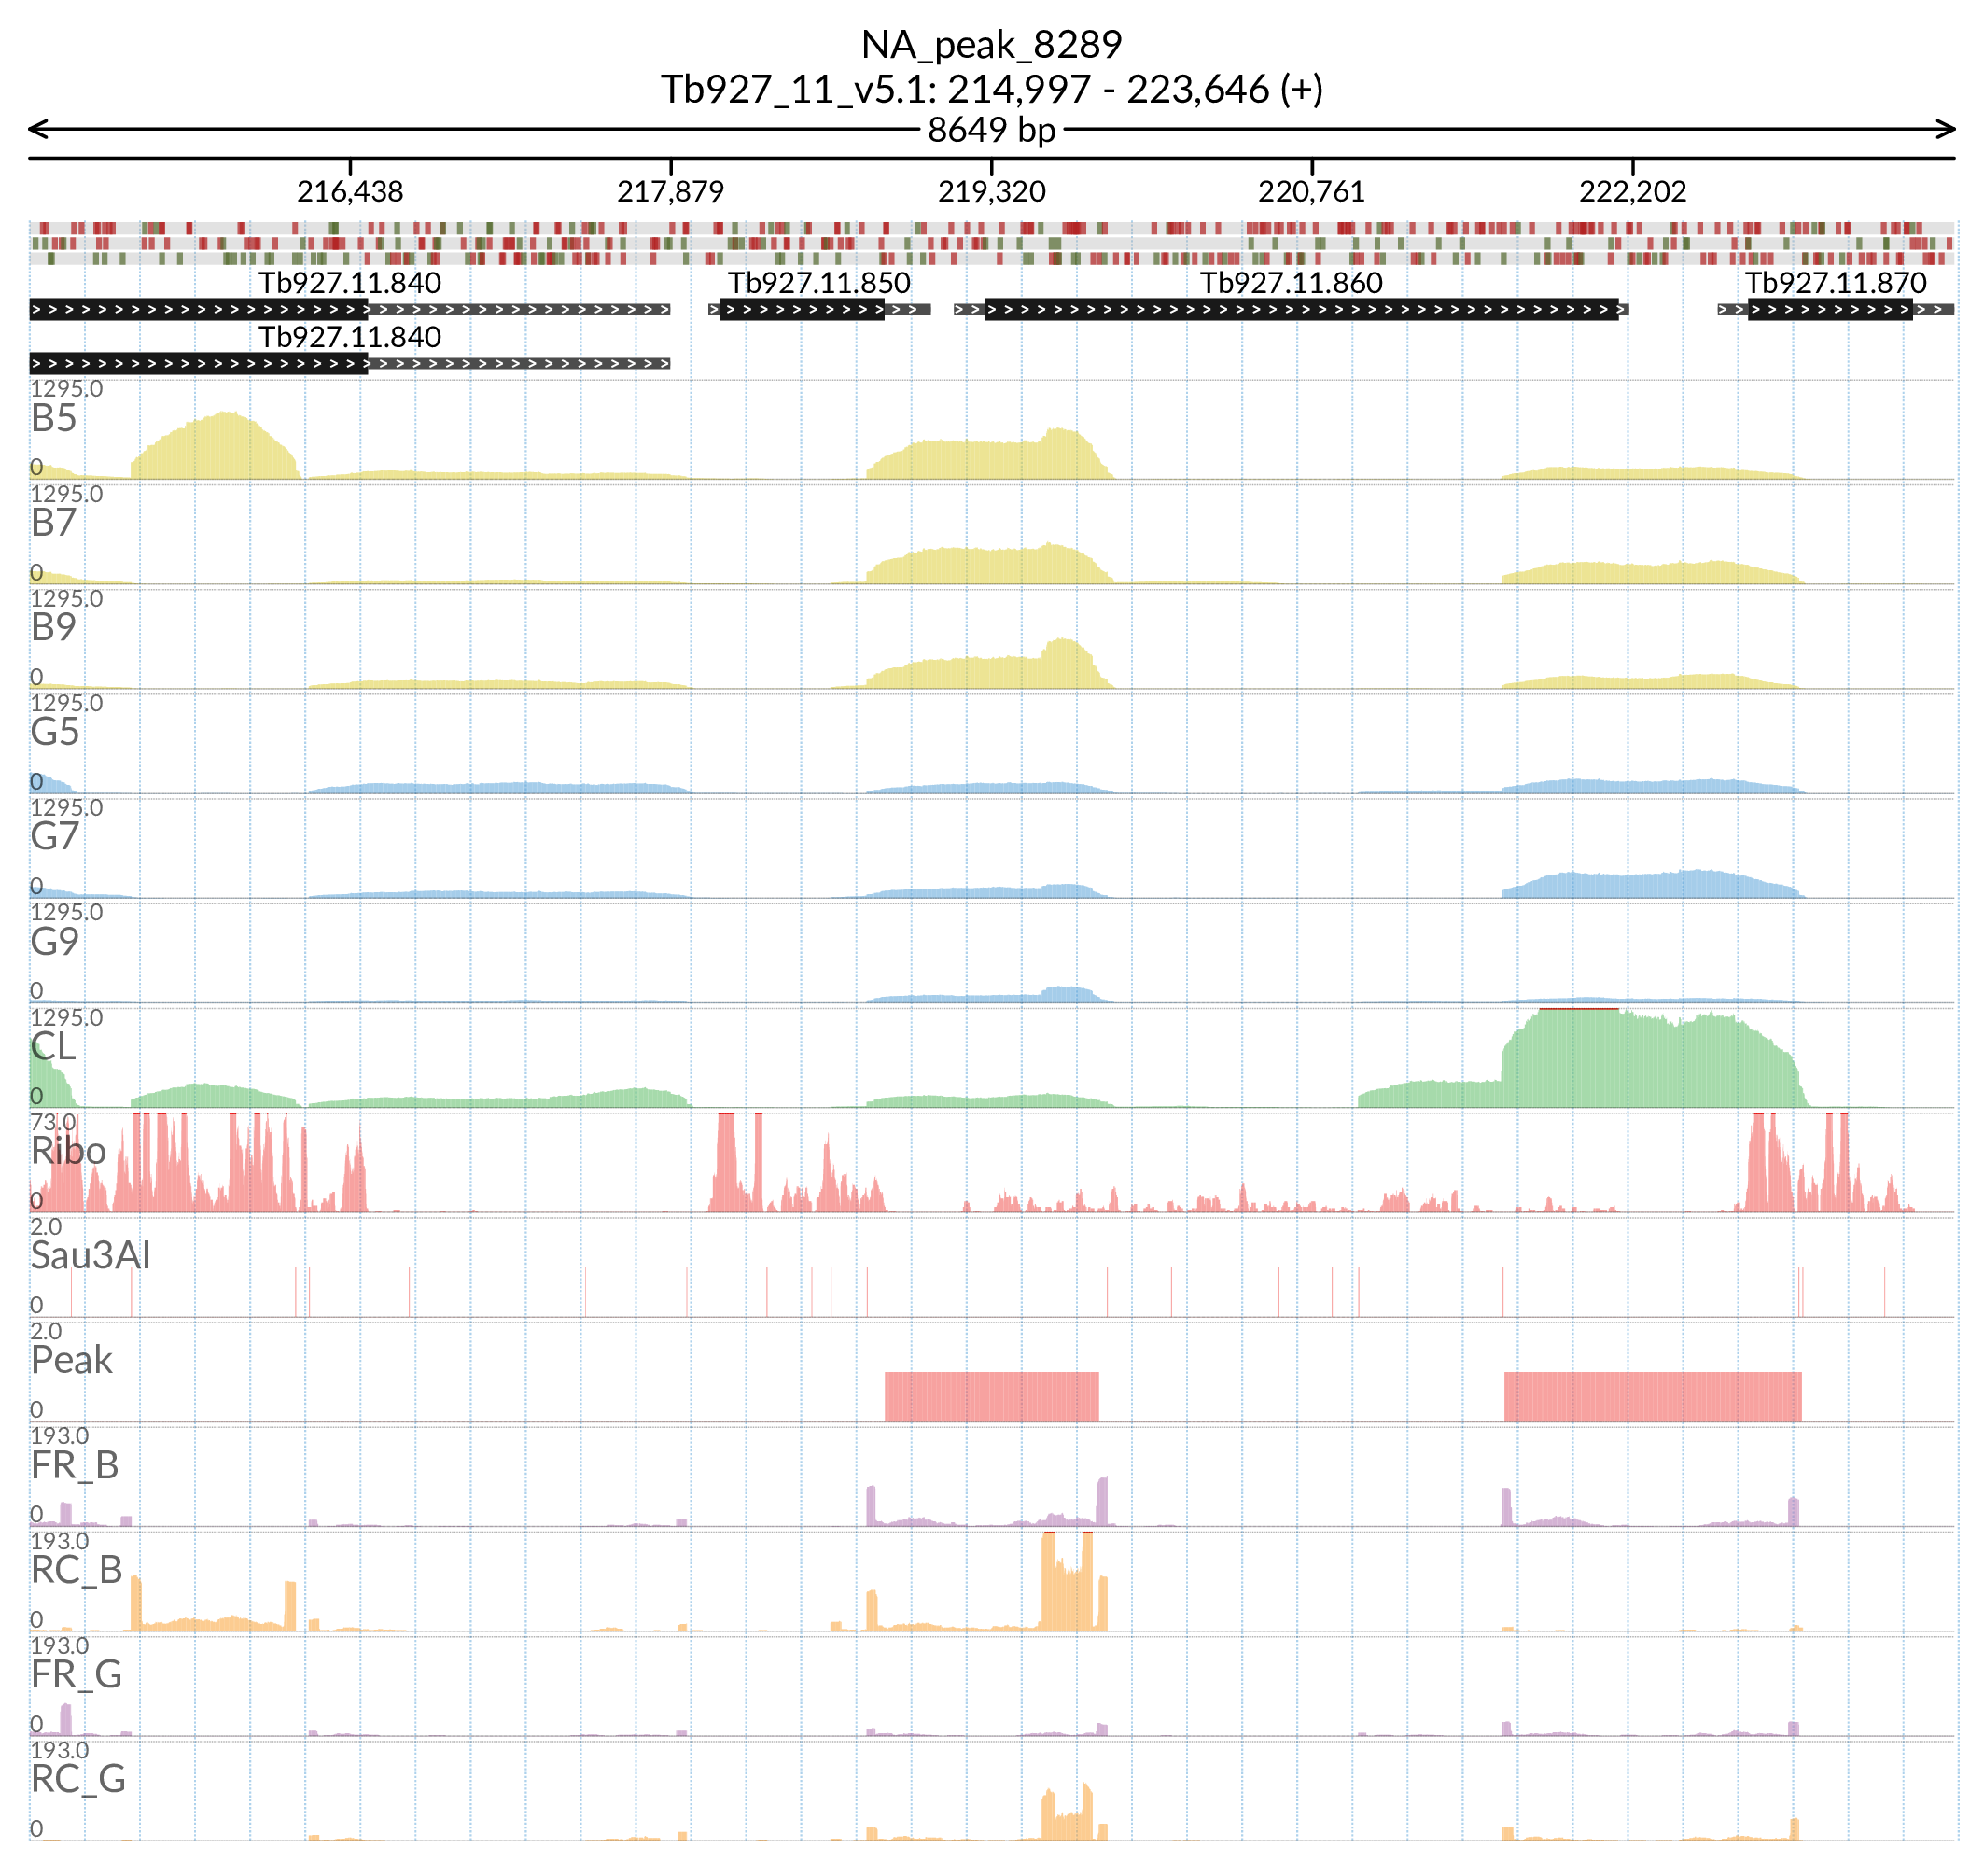 NA_peak_8289
Tb927_11_v5.1: 214,997 - 223,646 (+)
8649 bp
216,438 217,879 219,320 220,761 222,202
Tb927.11.840 Tb927.11.850 Tb927.11.860 Tb927.11.870
Tb927.11.840
1295.0
B5
0
1295.0
B7
0
1295.0
B9
0
1295.0
G5
0
1295.0
G7
0
1295.0
G9
0
1295.0
CL
0
73.0
Ribo
0
2.0
Sau3AI
0
2.0
Peak
0
193.0
FR_B
0
193.0
RC_B
0
193.0
FR_G
0
193.0
RC_G
0